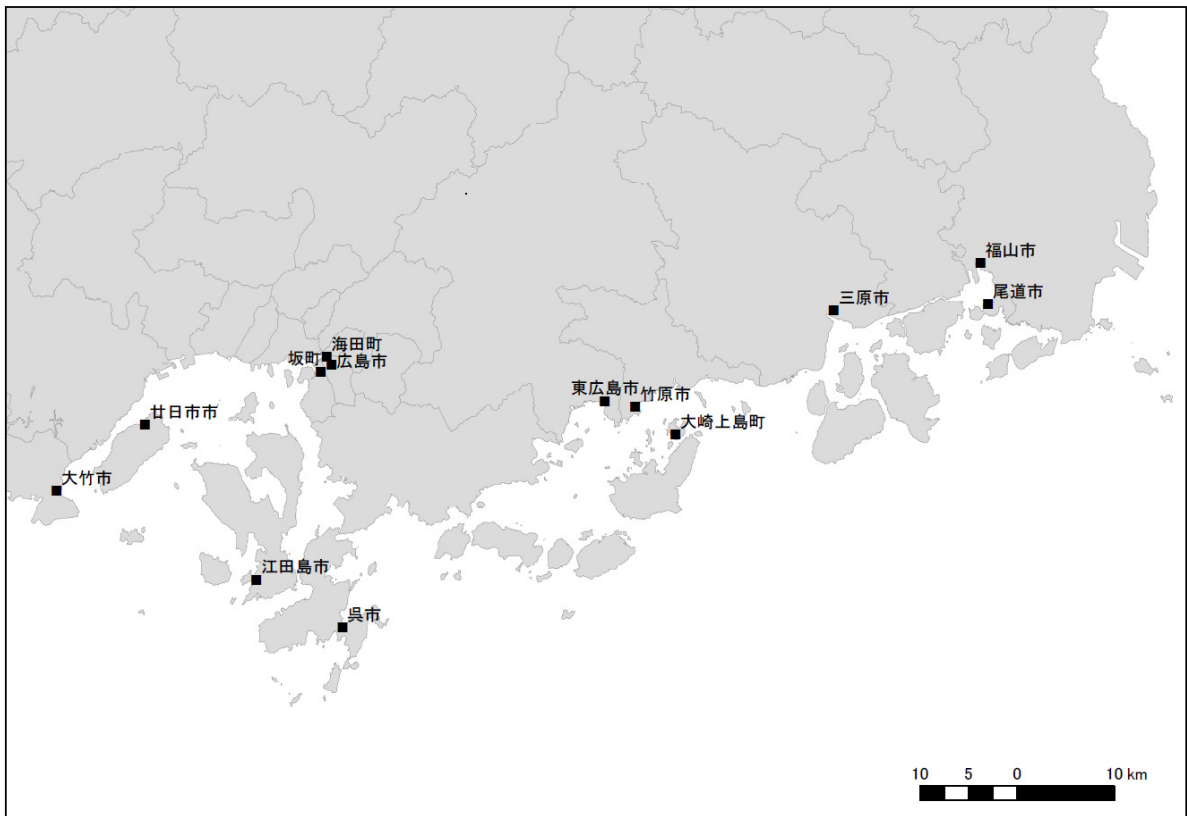 福山市
尾道市
三原市
海田町
坂町
広島市
東広島市
竹原市
大崎上島町
廿日市市
大竹市
江田島市
呉市
10 5 0 10 km